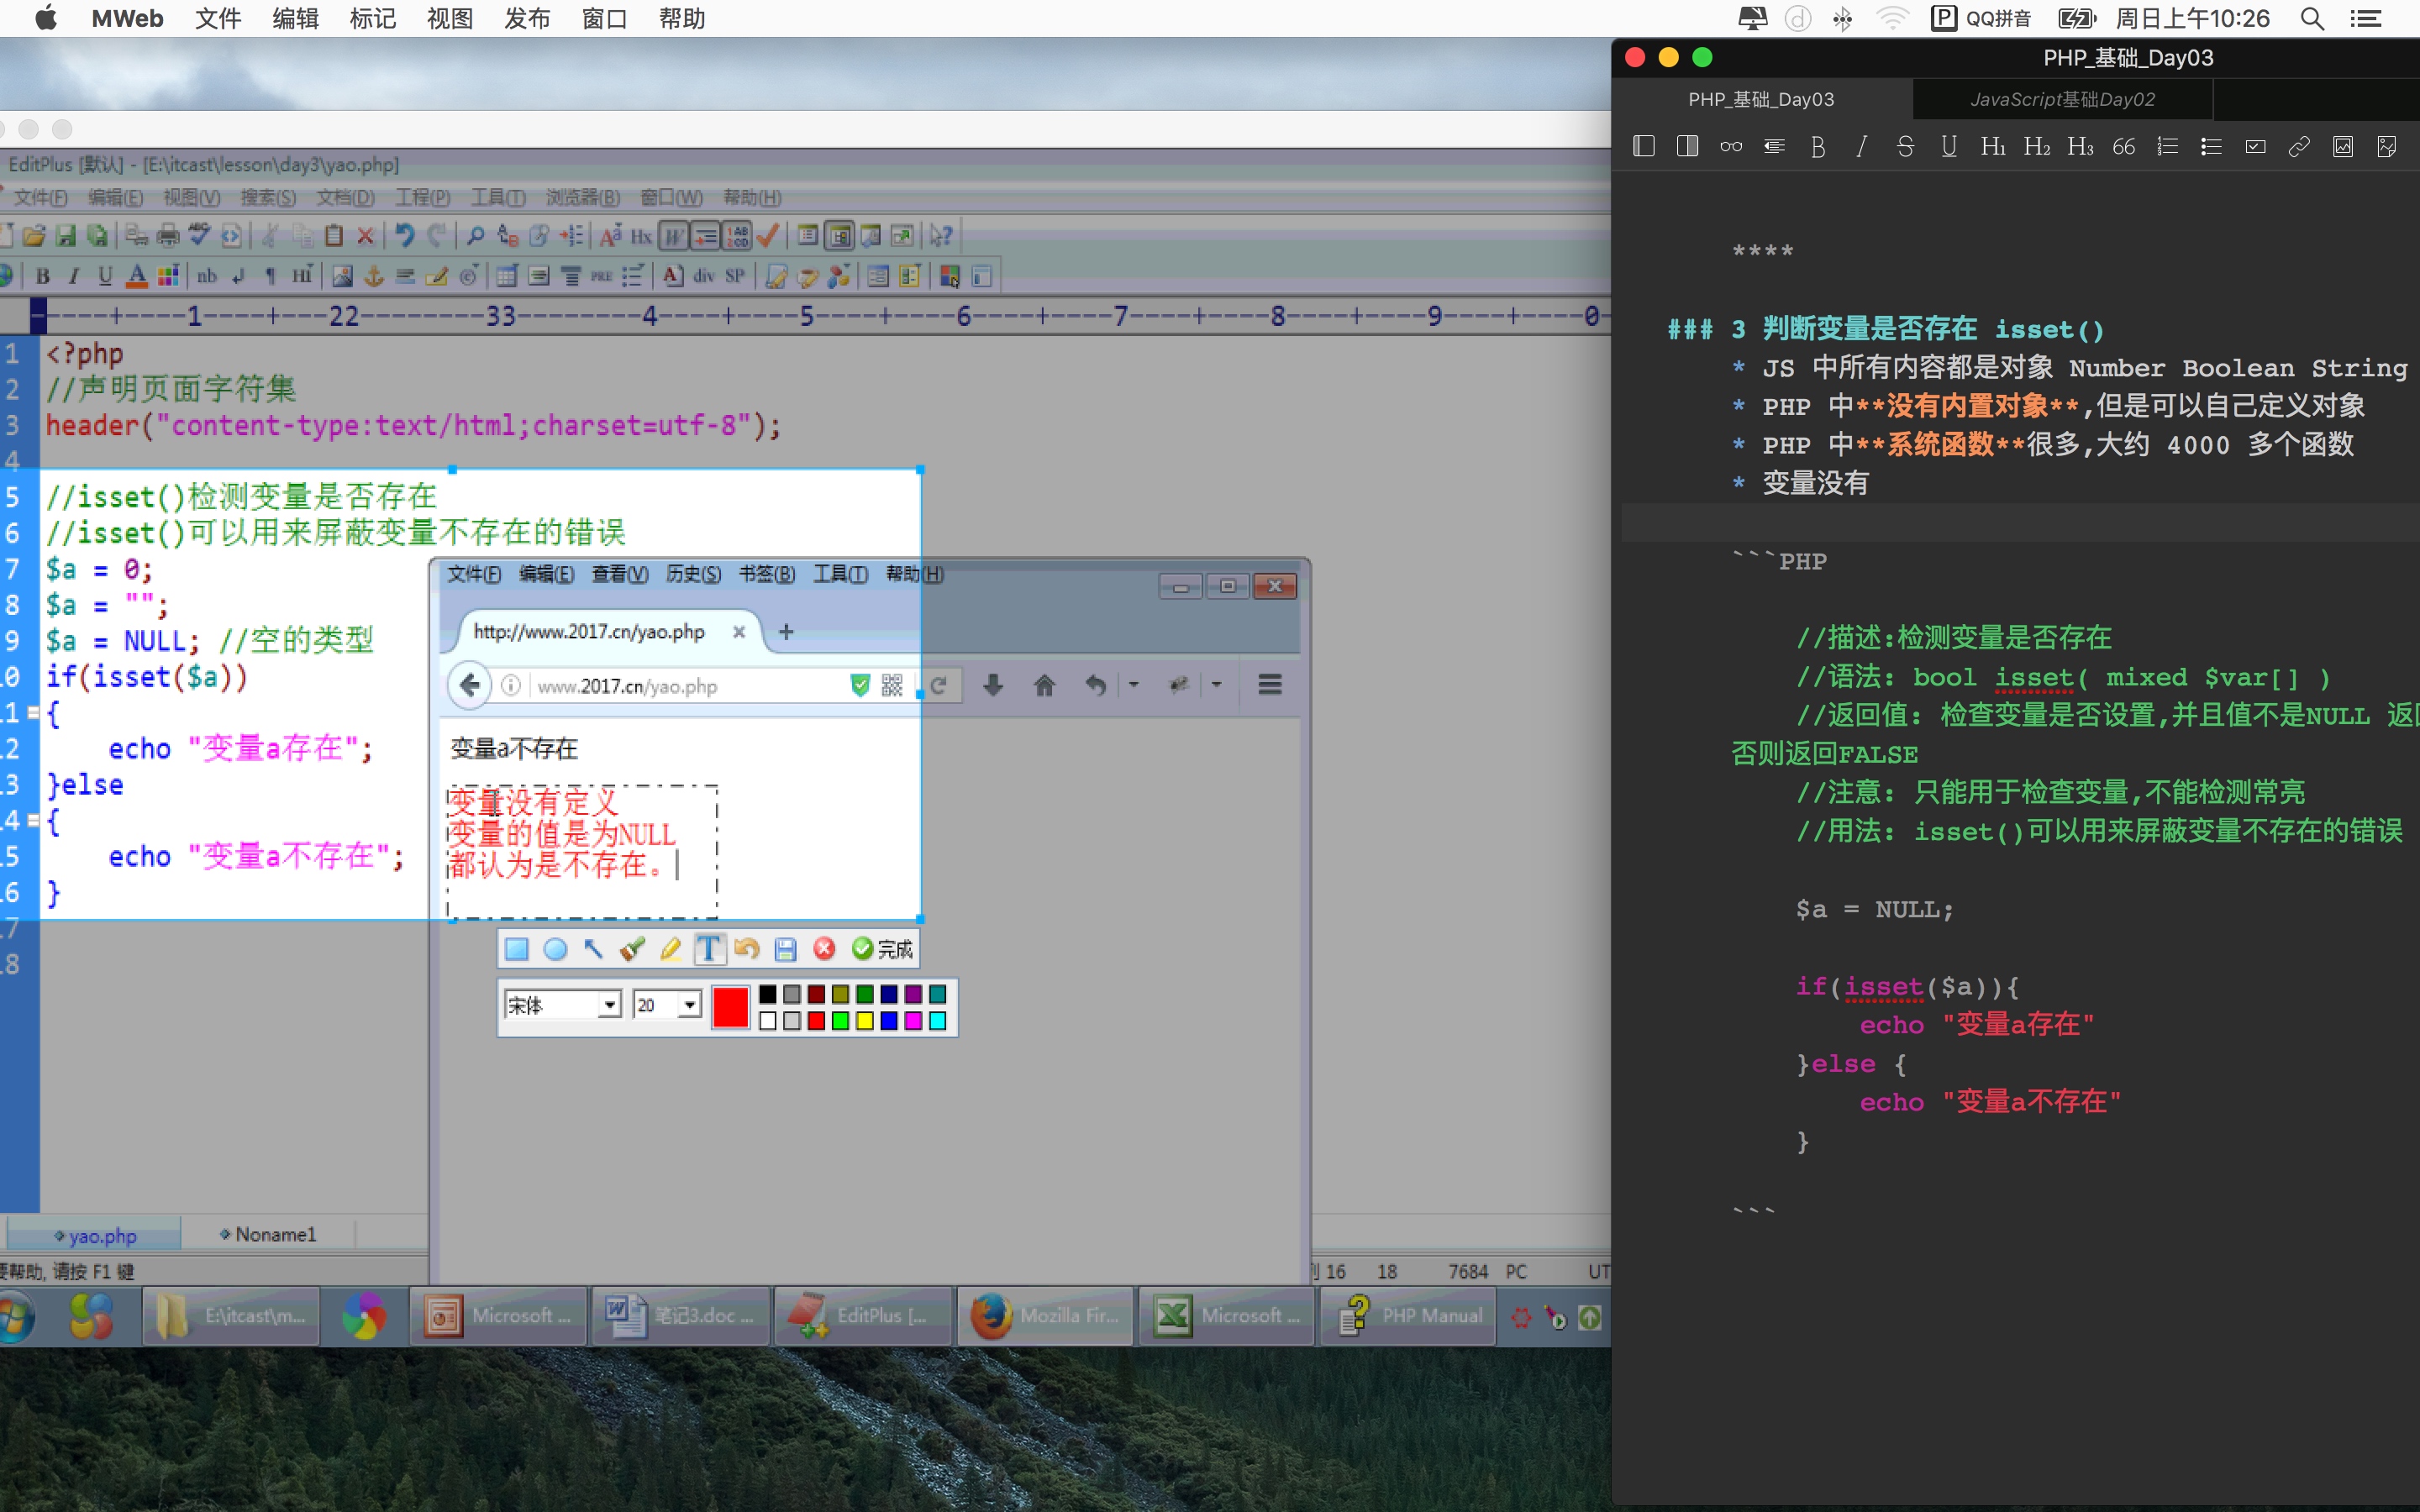 MWeb 文件 编辑 标记 视图 发布 窗口 帮助
QQ拼音 周日上午10:26
EditPlus [默认] - [E:\itcast\lesson\day3\yao.php]
文件(F) 编辑(E) 视图(V) 搜索(S) 文档(D) 工程(P) 工具(T) 浏览器(B) 窗口(W) 帮助(H)
B I U A nb HI PRE A div SP
----+----1----+----22--------33--------4----+----5----+----6----+----7----+----8----+----9----+----0-
1 <?php
2 //声明页面字符集
3 header("content-type:text/html;charset=utf-8");
4
5 //isset()检测变量是否存在
6 //isset()可以用来屏蔽变量不存在的错误
7 $a = 0;
8 $a = "";
9 $a = NULL; //空的类型
0 if(isset($a))
1 {
2     echo "变量a存在";
3 }else
4 {
5     echo "变量a不存在";
6 }
7
8
文件(F) 编辑(E) 查看(V) 历史(S) 书签(B) 工具(T) 帮助(H)
http://www.2017.cn/yao.php
www.2017.cn/yao.php
变量a不存在
变量没有定义
变量的值是为NULL
都认为是不存在。
T 完成
宋体 20
yao.php Noname1
要帮助, 请按 F1 键
列 16 18 7684 PC UT
E:\itcast\m... Microsoft ... 笔记3.doc ... EditPlus [... Mozilla Fir... Microsoft ... PHP Manual
PHP_基础_Day03
PHP_基础_Day03 JavaScript基础Day02
B I S U H1 H2 H3 66
****
### 3 判断变量是否存在 isset()
* JS 中所有内容都是对象 Number Boolean String
* PHP 中**没有内置对象**,但是可以自己定义对象
* PHP 中**系统函数**很多,大约 4000 多个函数
* 变量没有
```PHP
//描述:检测变量是否存在
//语法: bool isset( mixed $var[] )
//返回值: 检查变量是否设置,并且值不是NULL 返回
否则返回FALSE
//注意: 只能用于检查变量,不能检测常亮
//用法: isset()可以用来屏蔽变量不存在的错误
$a = NULL;
if(isset($a)){
echo "变量a存在"
}else {
echo "变量a不存在"
}
```